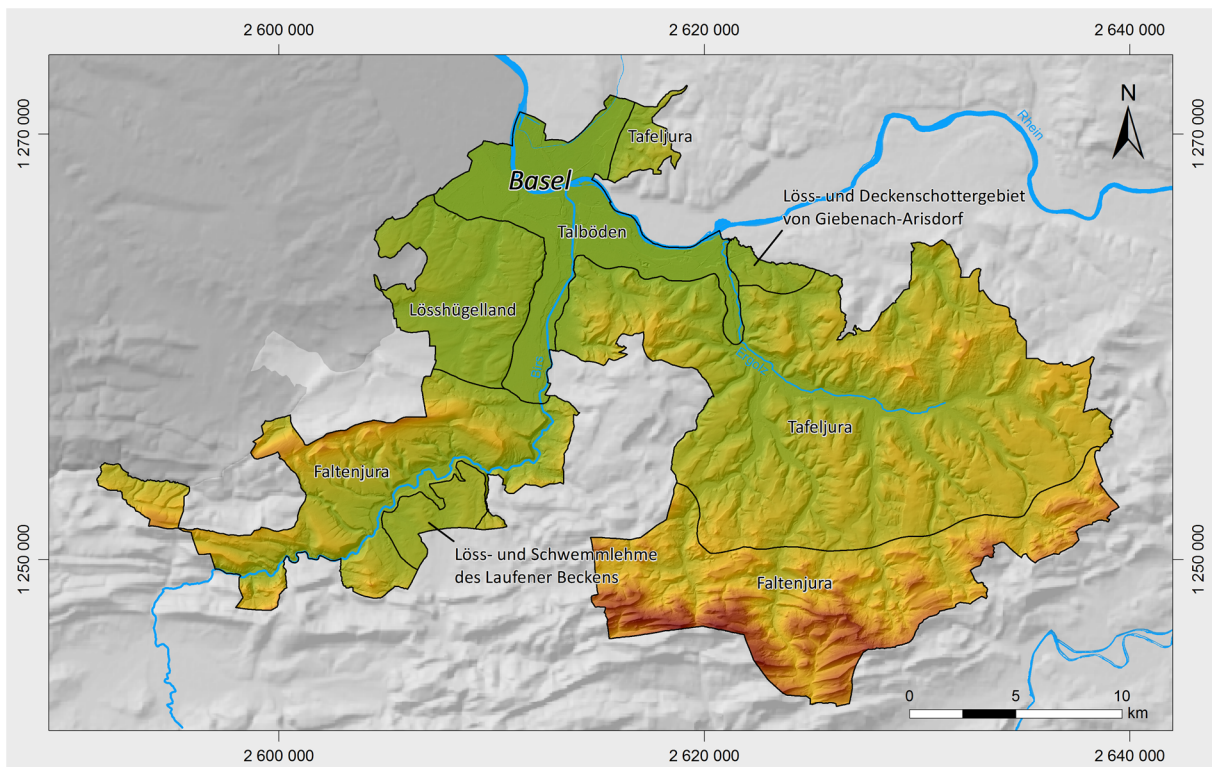 2 600 000
2 620 000
2 640 000
1 270 000
1 270 000
N
Rhein
Tafeljura
Basel
Löss- und Deckenschottergebiet
von Giebenach-Arisdorf
Talböden
Lösshügelland
Birs
Ergolz
Tafeljura
Faltenjura
Löss- und Schwemmlehme
des Laufener Beckens
Faltenjura
1 250 000
1 250 000
0
5
10
km
2 600 000
2 620 000
2 640 000